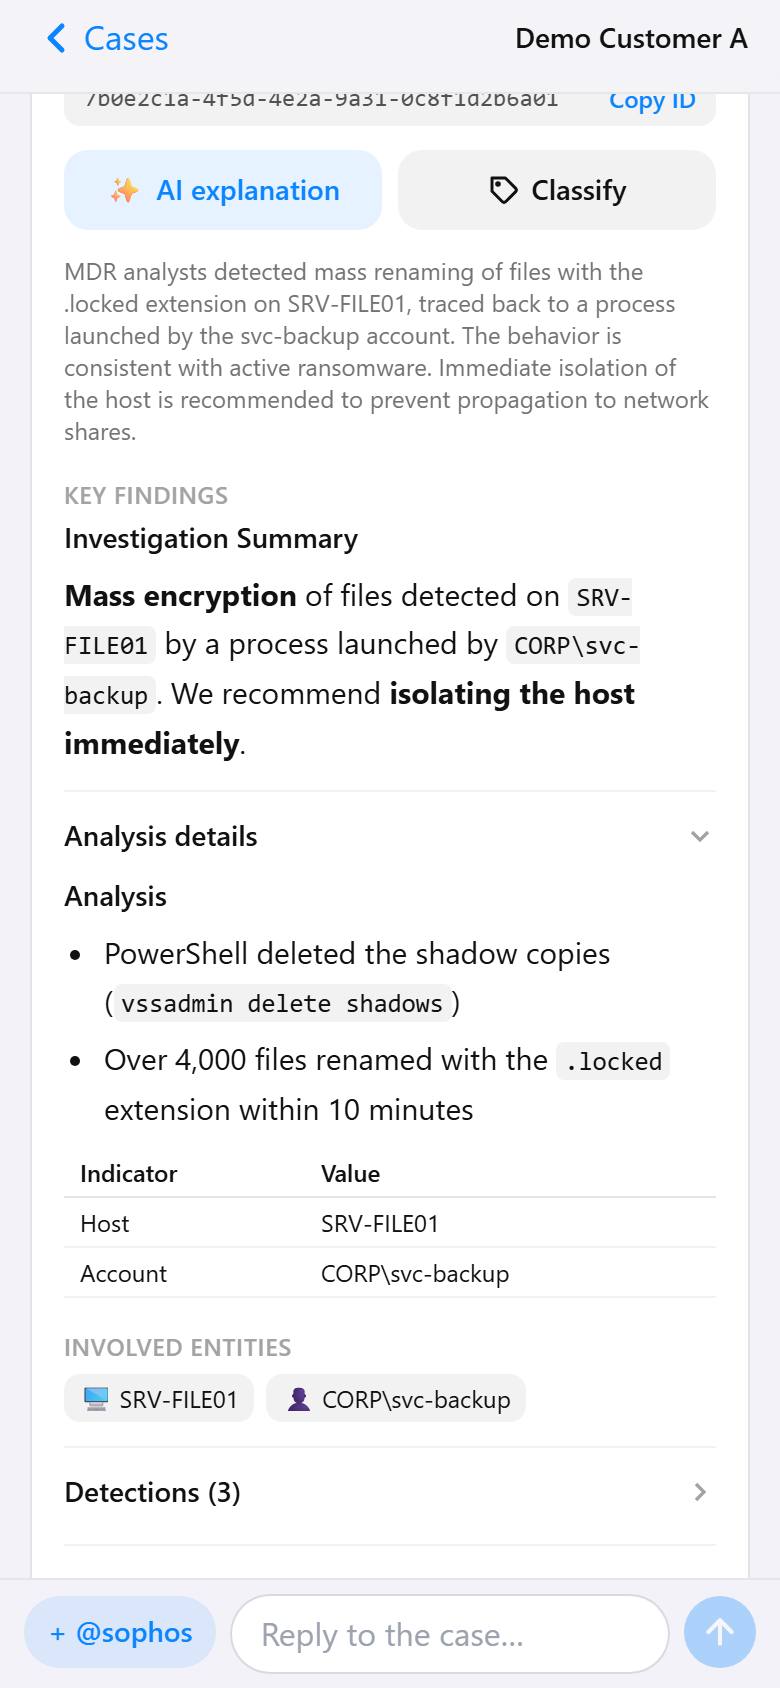 Cases
Demo Customer A
7b0e2c1a-4f5d-4e2a-9a31-0c8f1d2b6a01
Copy ID
AI explanation
Classify
MDR analysts detected mass renaming of files with the
.locked extension on SRV-FILE01, traced back to a process
launched by the svc-backup account. The behavior is
consistent with active ransomware. Immediate isolation of
the host is recommended to prevent propagation to network
shares.
KEY FINDINGS
Investigation Summary
Mass encryption of files detected on SRV-
FILE01 by a process launched by CORP\svc-
backup. We recommend isolating the host
immediately.
Analysis details
Analysis
• PowerShell deleted the shadow copies
(vssadmin delete shadows)
• Over 4,000 files renamed with the .locked
extension within 10 minutes
Indicator Value
Host SRV-FILE01
Account CORP\svc-backup
INVOLVED ENTITIES
SRV-FILE01
CORP\svc-backup
Detections (3)
+ @sophos
Reply to the case...